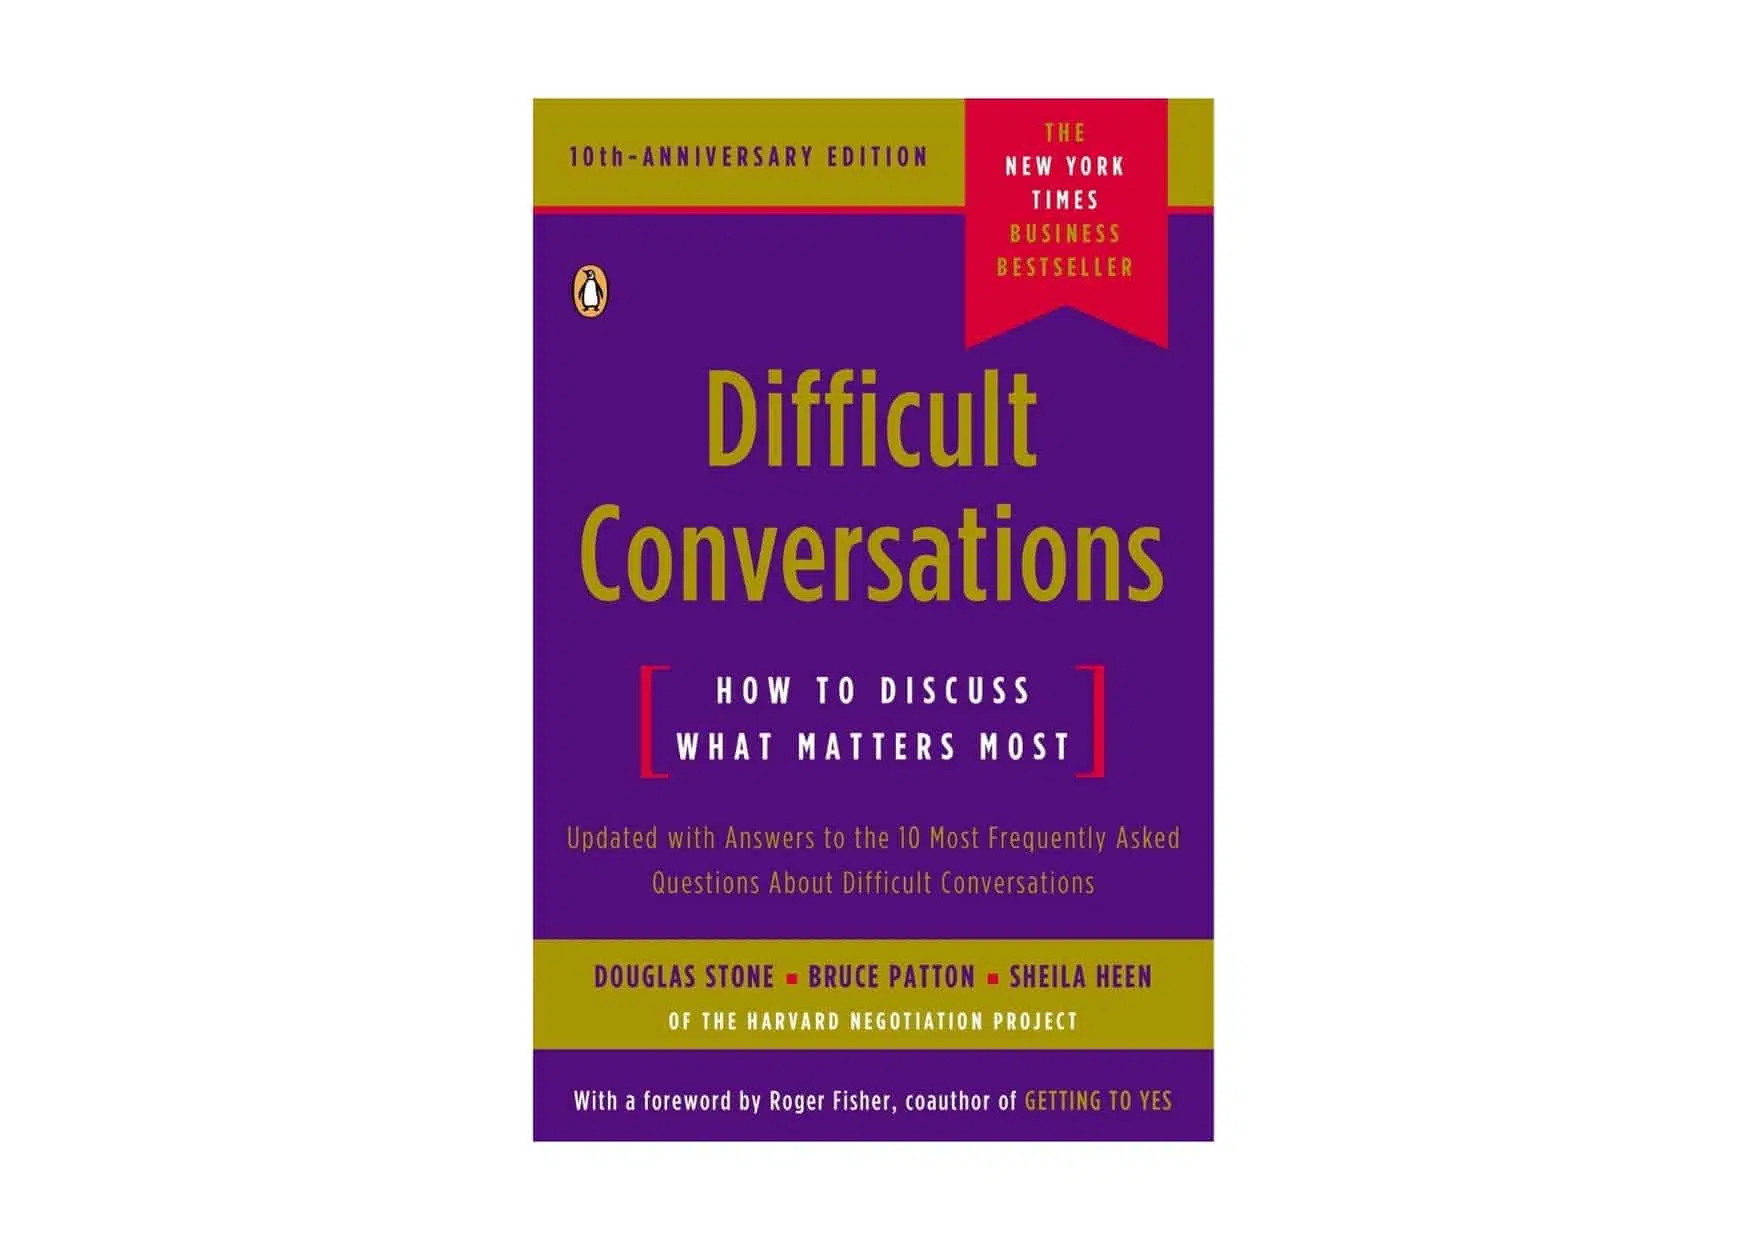 10th-ANNIVERSARY EDITION
THE
NEW YORK
TIMES
BUSINESS
BESTSELLER
Difficult
Conversations
HOW TO DISCUSS
WHAT MATTERS MOST
Updated with Answers to the 10 Most Frequently Asked
Questions About Difficult Conversations
DOUGLAS STONE ▪ BRUCE PATTON ▪ SHEILA HEEN
OF THE HARVARD NEGOTIATION PROJECT
With a foreword by Roger Fisher, coauthor of GETTING TO YES